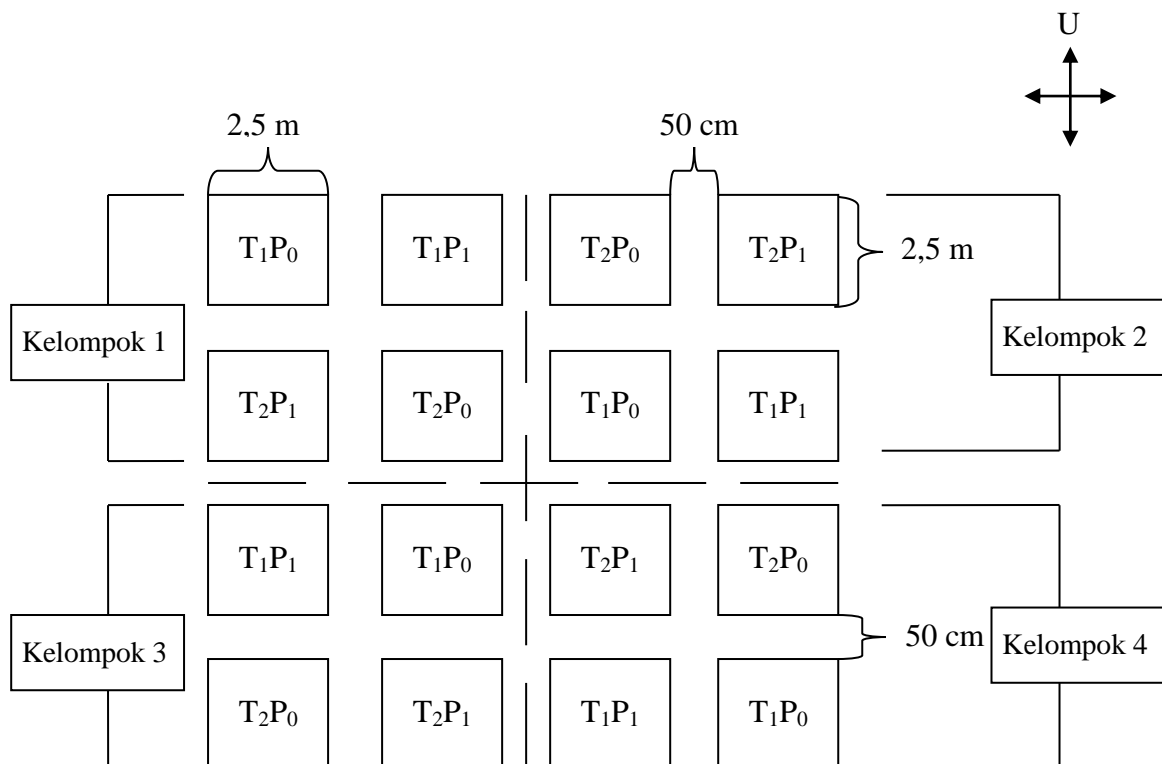 U
2,5 m
50 cm
T₁P₀
T₁P₁
T₂P₀
T₂P₁
2,5 m
Kelompok 1
Kelompok 2
T₂P₁
T₂P₀
T₁P₀
T₁P₁
T₁P₁
T₁P₀
T₂P₁
T₂P₀
50 cm
Kelompok 3
Kelompok 4
T₂P₀
T₂P₁
T₁P₁
T₁P₀